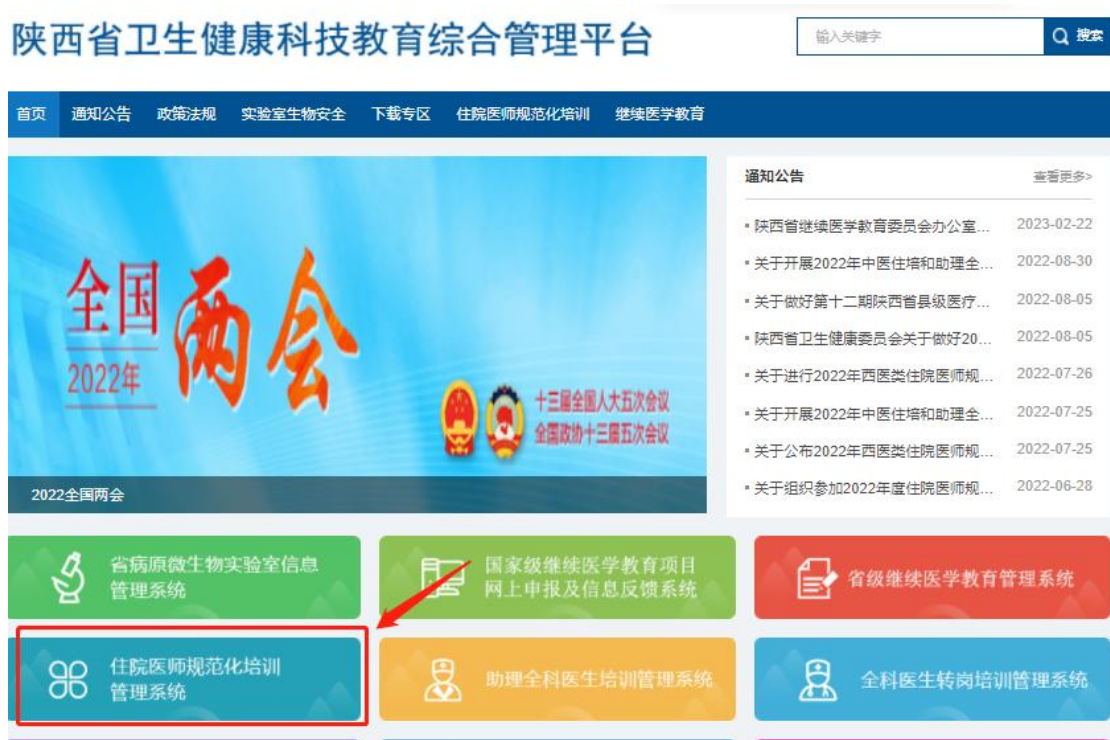 陕西省卫生健康科技教育综合管理平台
输入关键字
搜索
首页 通知公告 政策法规 实验室生物安全 下载专区 住院医师规范化培训 继续医学教育
全国两会
2022年
十三届全国人大五次会议
全国政协十三届五次会议
2022全国两会
通知公告 查看更多>
陕西省继续医学教育委员会办公室... 2023-02-22
关于开展2022年中医住培和助理全... 2022-08-30
关于做好第十二期陕西省县级医疗... 2022-08-05
陕西省卫生健康委员会关于做好20... 2022-08-05
关于进行2022年西医类住院医师规... 2022-07-26
关于开展2022年中医住培和助理全... 2022-07-25
关于公布2022年西医类住院医师规... 2022-07-25
关于组织参加2022年度住院医师规... 2022-06-28
省病原微生物实验室信息
管理系统
国家级继续医学教育项目
网上申报及信息反馈系统
省级继续医学教育管理系统
住院医师规范化培训
管理系统
助理全科医生培训管理系统
全科医生转岗培训管理系统